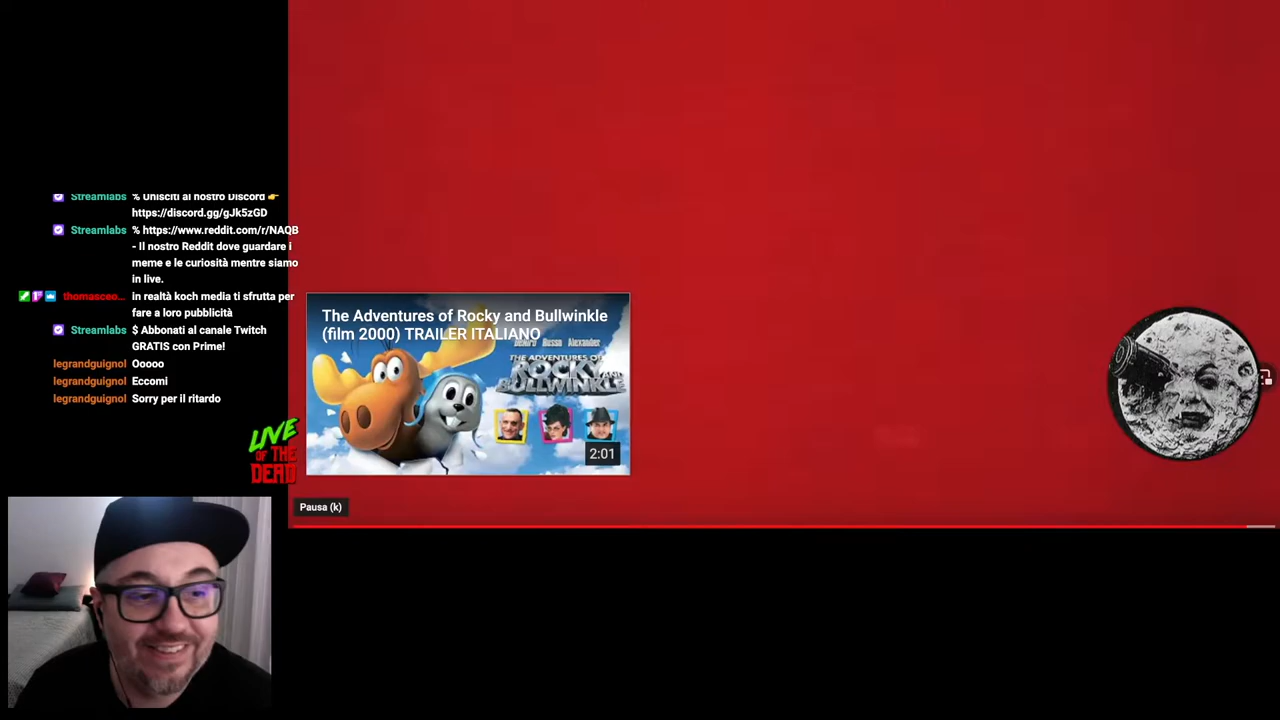 Streamlabs % Unisciti al nostro Discord 👉
https://discord.gg/gJk5zGD
Streamlabs % https://www.reddit.com/r/NAQB
- Il nostro Reddit dove guardare i
meme e le curiosità mentre siamo
in live.
thomasceo... in realtà koch media ti sfrutta per
fare a loro pubblicità
Streamlabs $ Abbonati al canale Twitch
GRATIS con Prime!
legrandguignol Ooooo
legrandguignol Eccomi
legrandguignol Sorry per il ritardo
LIVE
OF THE
DEAD
The Adventures of Rocky and Bullwinkle
(film 2000) TRAILER ITALIANO
DeNiro Russo Alexander
THE ADVENTURES OF
ROCKY AND
BULLWINKLE
2:01
Pausa (k)